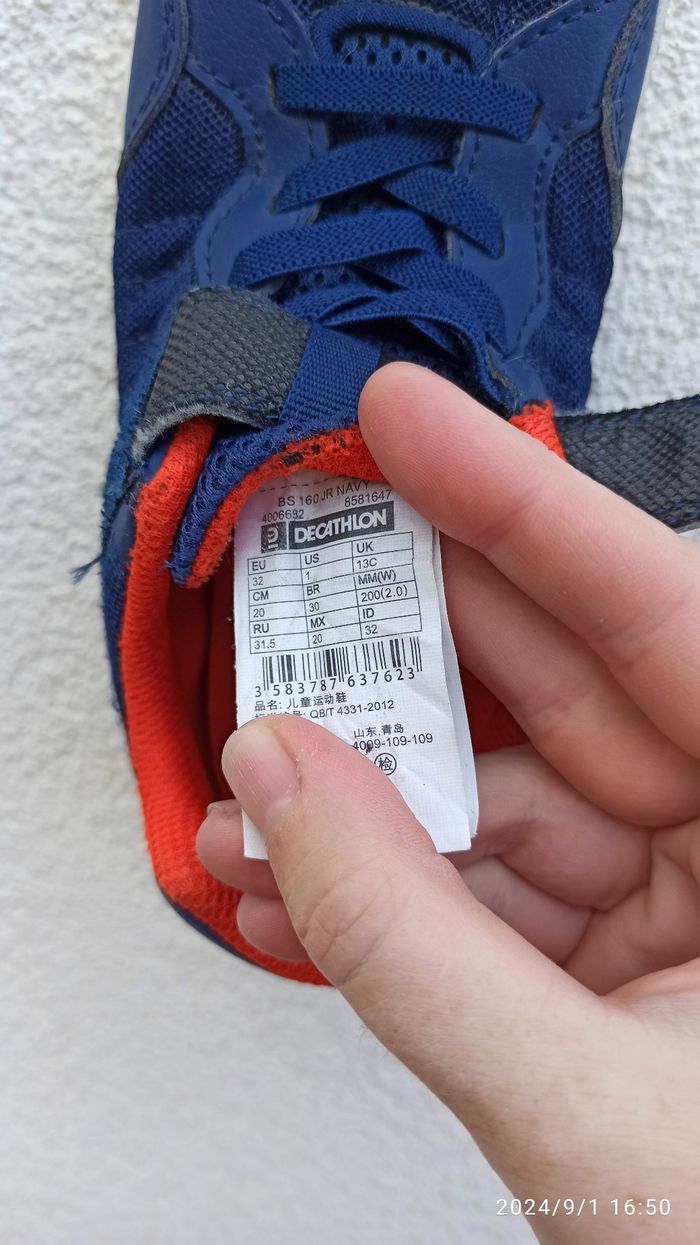 BS 160 JR NAVY
4006682 8581647
DECATHLON
EU US UK
32 1 13C
CM BR MM(W)
20 30 200(2.0)
RU MX ID
31.5 20 32
3 583787 637623
品名: 儿童运动鞋
QB/T 4331-2012
山东,青岛
4009-109-109
检
2024/9/1 16:50